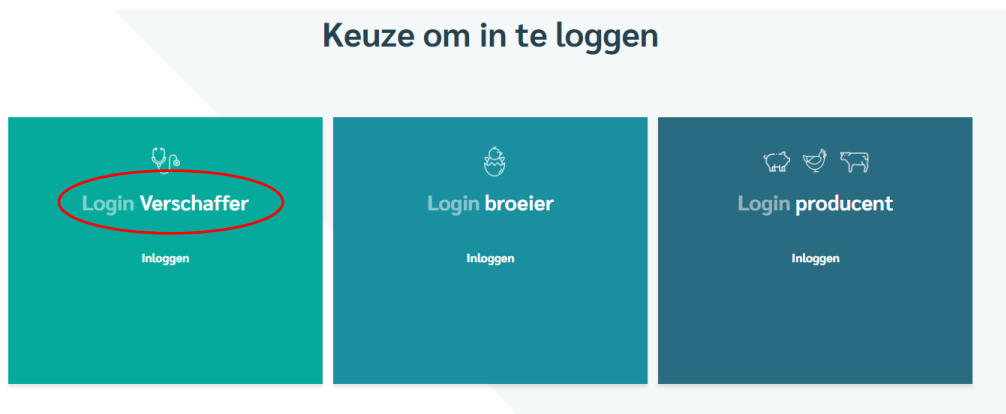 Keuze om in te loggen
Login Verschaffer
Inloggen
Login broeier
Inloggen
Login producent
Inloggen